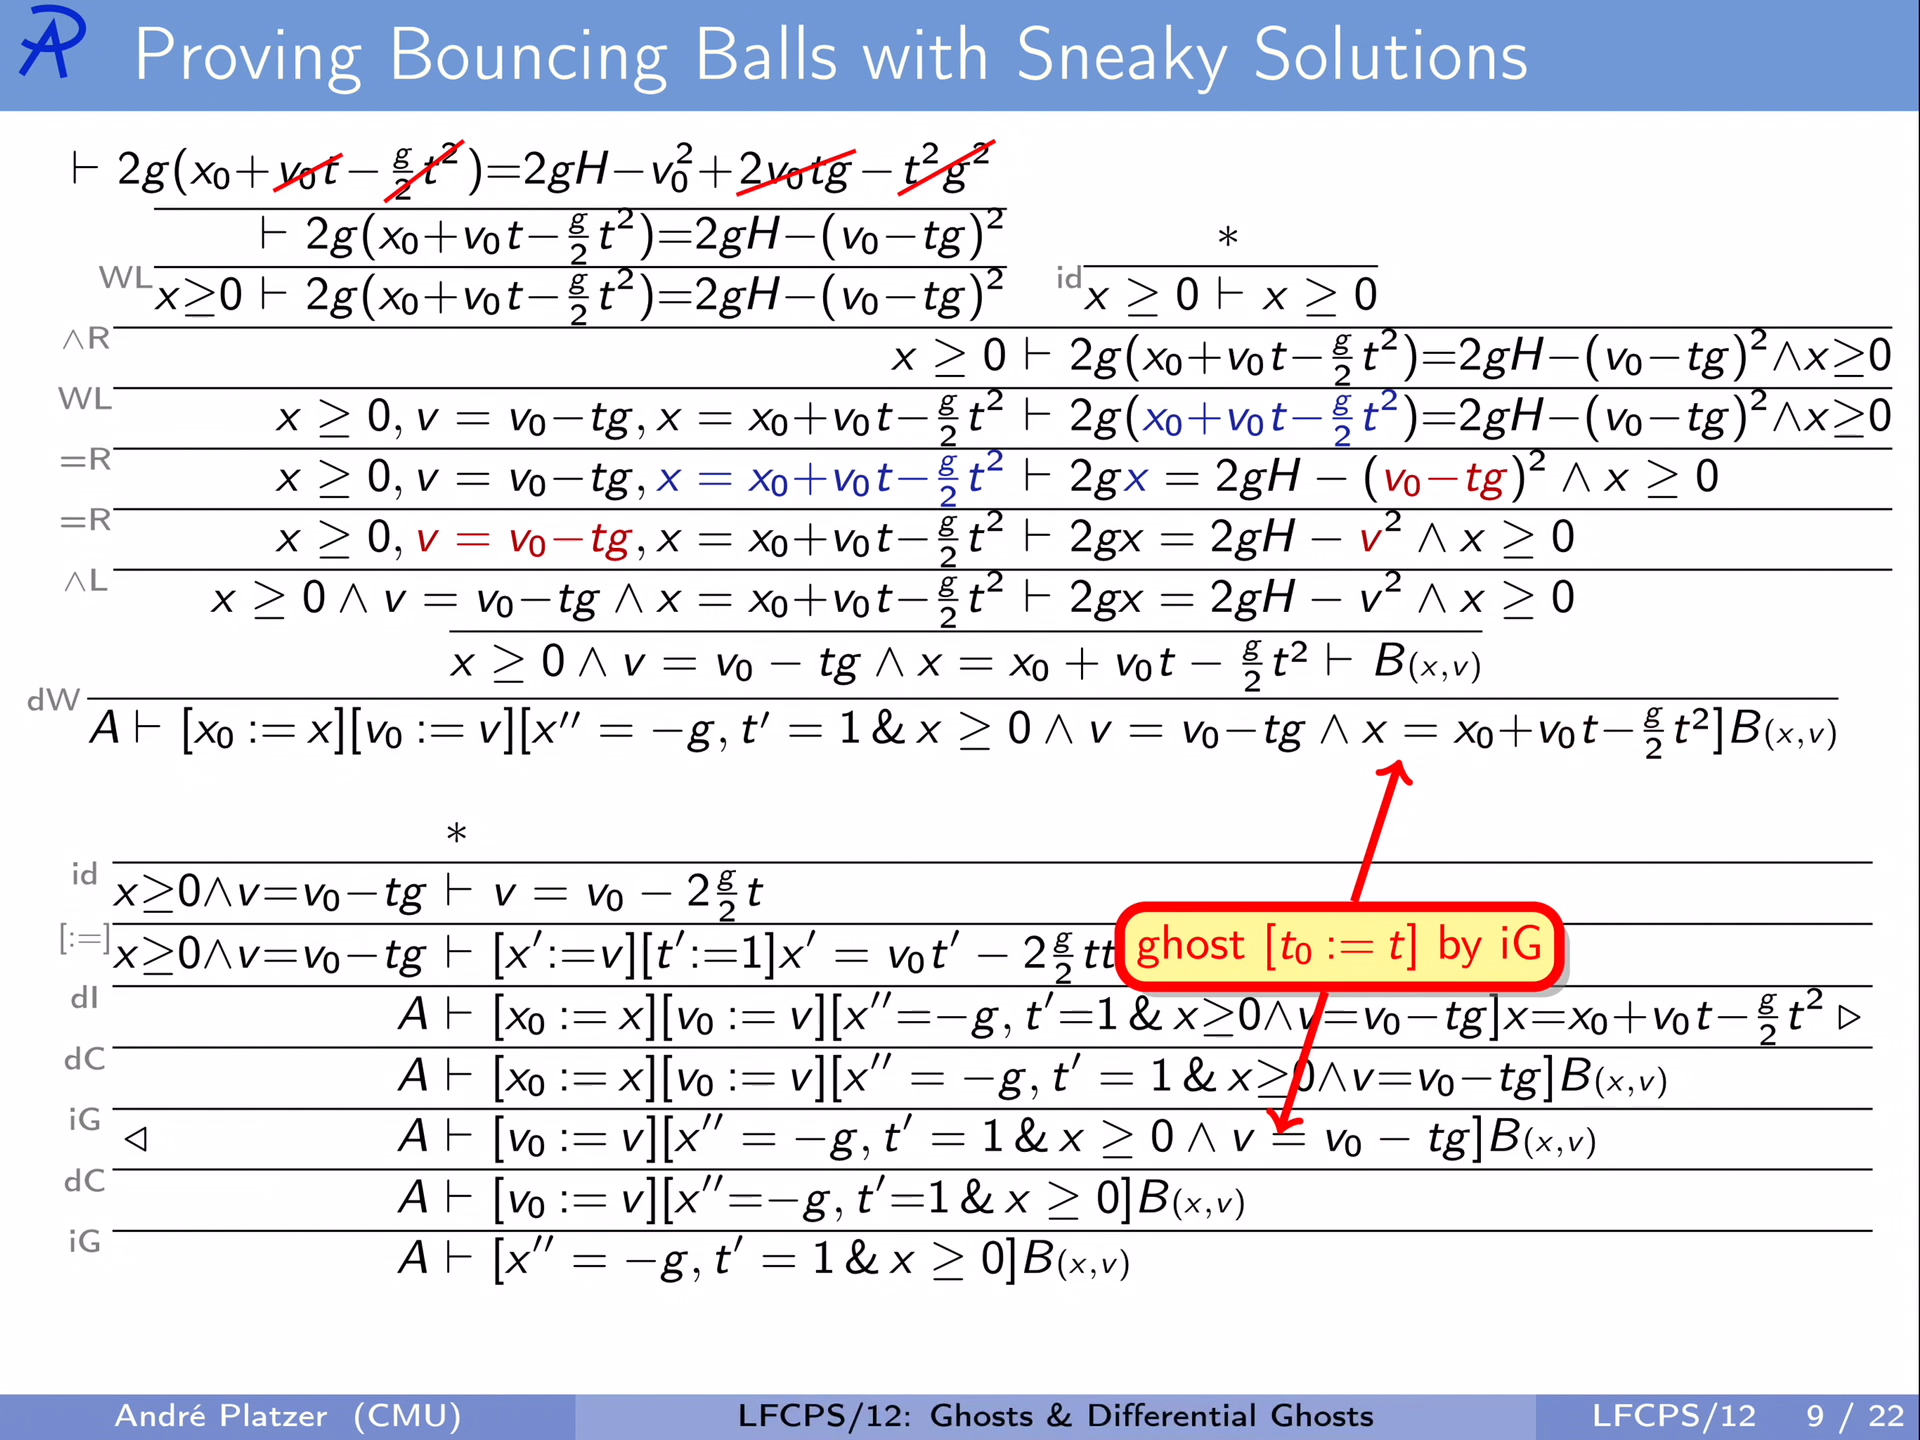 Proving Bouncing Balls with Sneaky Solutions
⊢ 2g(x₀+v₀t−g/2 t²)=2gH−v₀²+2v₀tg−t²g²
⊢ 2g(x₀+v₀t−g/2 t²)=2gH−(v₀−tg)²
*
WL x≥0 ⊢ 2g(x₀+v₀t−g/2 t²)=2gH−(v₀−tg)²
id x ≥ 0 ⊢ x ≥ 0
∧R x ≥ 0 ⊢ 2g(x₀+v₀t−g/2 t²)=2gH−(v₀−tg)²∧x≥0
WL x ≥ 0, v = v₀−tg, x = x₀+v₀t−g/2 t² ⊢ 2g(x₀+v₀t−g/2 t²)=2gH−(v₀−tg)²∧x≥0
=R x ≥ 0, v = v₀−tg, x = x₀+v₀t−g/2 t² ⊢ 2gx = 2gH − (v₀−tg)² ∧ x ≥ 0
=R x ≥ 0, v = v₀−tg, x = x₀+v₀t−g/2 t² ⊢ 2gx = 2gH − v² ∧ x ≥ 0
∧L x ≥ 0 ∧ v = v₀−tg ∧ x = x₀+v₀t−g/2 t² ⊢ 2gx = 2gH − v² ∧ x ≥ 0
x ≥ 0 ∧ v = v₀ − tg ∧ x = x₀ + v₀t − g/2 t² ⊢ B(x,v)
dW A ⊢ [x₀ := x][v₀ := v][x″ = −g, t′ = 1 & x ≥ 0 ∧ v = v₀−tg ∧ x = x₀+v₀t−g/2 t²]B(x,v)
*
id x≥0∧v=v₀−tg ⊢ v = v₀ − 2 g/2 t
[:=] x≥0∧v=v₀−tg ⊢ [x′:=v][t′:=1]x′ = v₀t′ − 2 g/2 tt
ghost [t₀ := t] by iG
dI A ⊢ [x₀ := x][v₀ := v][x″=−g, t′=1 & x≥0∧v=v₀−tg]x=x₀+v₀t−g/2 t² ▷
dC A ⊢ [x₀ := x][v₀ := v][x″ = −g, t′ = 1 & x≥0∧v=v₀−tg]B(x,v)
iG ◁ A ⊢ [v₀ := v][x″ = −g, t′ = 1 & x ≥ 0 ∧ v = v₀ − tg]B(x,v)
dC A ⊢ [v₀ := v][x″=−g, t′=1 & x ≥ 0]B(x,v)
iG A ⊢ [x″ = −g, t′ = 1 & x ≥ 0]B(x,v)
André Platzer (CMU)
LFCPS/12: Ghosts & Differential Ghosts
LFCPS/12 9 / 22